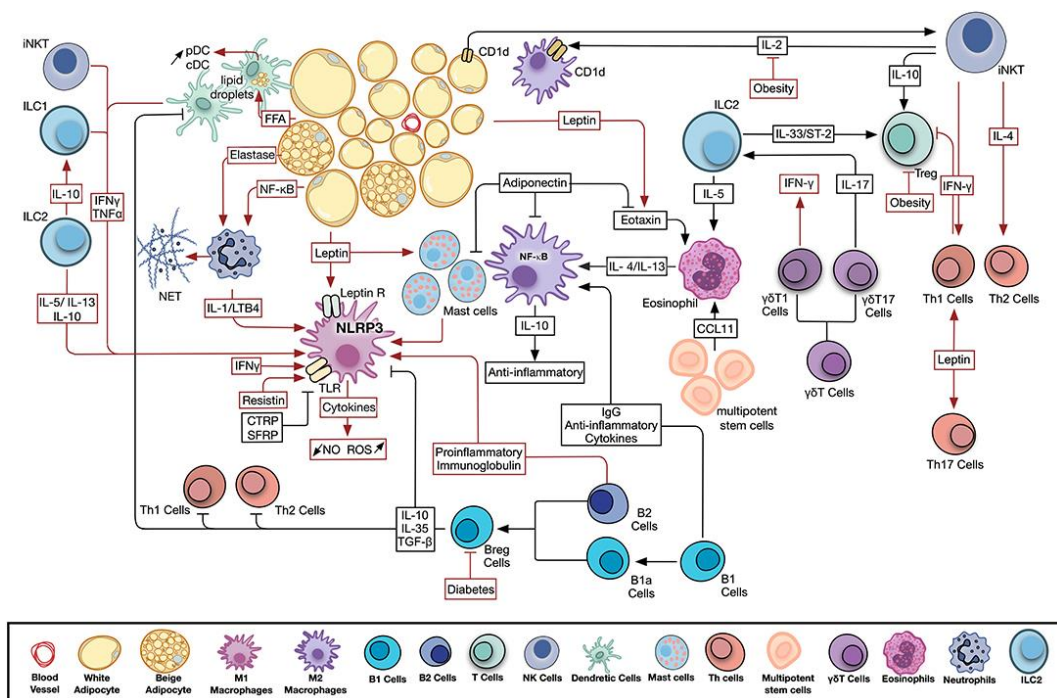 iNKT
pDC
cDC
lipid
droplets
CD1d
CD1d
IL-2
iNKT
Obesity
IL-10
ILC1
FFA
Leptin
ILC2
IL-33/ST-2
IL-4
Treg
Elastase
IL-10
IFNγ
TNFα
NF-κB
Adiponectin
Eotaxin
IL-5
IFN-γ
IL-17
Obesity
IFN-γ
ILC2
Leptin
NF-κB
IL- 4/IL-13
Eosinophil
γδT1
Cells
γδT17
Cells
Th1 Cells
Th2 Cells
NET
IL-5/ IL-13
IL-10
IL-1/LTB4
Leptin R
Mast cells
NLRP3
IL-10
CCL11
IFNγ
TLR
Anti-inflammatory
Leptin
γδT Cells
Resistin
CTRP
SFRP
Cytokines
multipotent
stem cells
IgG
Anti-inflammatory
Cytokines
NO ROS
Proinflammatory
Immunoglobulin
Th17 Cells
Th1 Cells
Th2 Cells
IL-10
IL-35
TGF-β
Breg
Cells
B2
Cells
Diabetes
B1a
Cells
B1
Cells
Blood
Vessel
White
Adipocyte
Beige
Adipocyte
M1
Macrophages
M2
Macrophages
B1 Cells
B2 Cells
T Cells
NK Cells
Dendretic Cells
Mast cells
Th cells
Multipotent
stem cells
γδT Cells
Eosinophils
Neutrophils
ILC2